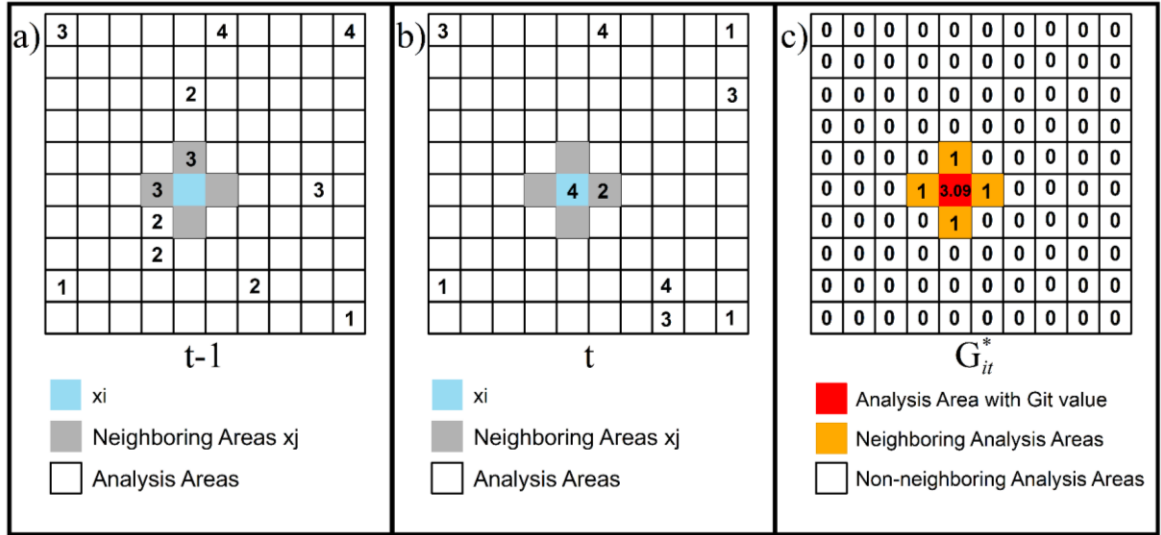 a)
3 4 4
2
3
3 3
2
2
1 2
1
t-1
xi
Neighboring Areas xj
Analysis Areas
b)
3 4 1
3
4 2
1 4
3 1
t
xi
Neighboring Areas xj
Analysis Areas
c)
0 0 0 0 0 0 0 0 0 0
0 0 0 0 0 0 0 0 0 0
0 0 0 0 0 0 0 0 0 0
0 0 0 0 0 0 0 0 0 0
0 0 0 0 1 0 0 0 0 0
0 0 0 1 3.09 1 0 0 0 0
0 0 0 0 1 0 0 0 0 0
0 0 0 0 0 0 0 0 0 0
0 0 0 0 0 0 0 0 0 0
0 0 0 0 0 0 0 0 0 0
G*it
Analysis Area with Git value
Neighboring Analysis Areas
Non-neighboring Analysis Areas